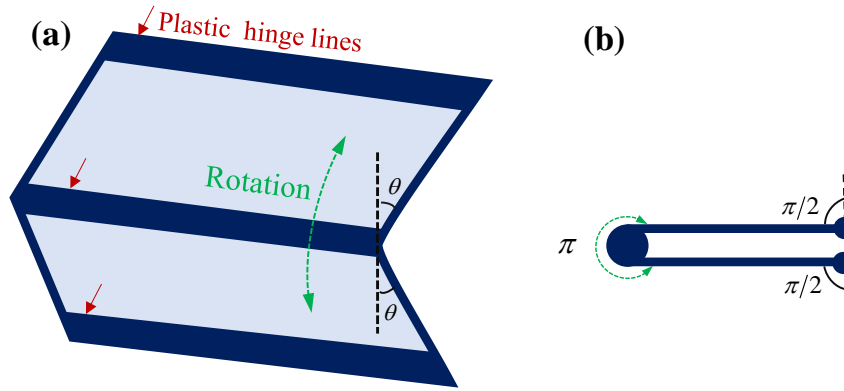 (a)
Plastic hinge lines
Rotation
θ
θ
(b)
π/2
π
π/2